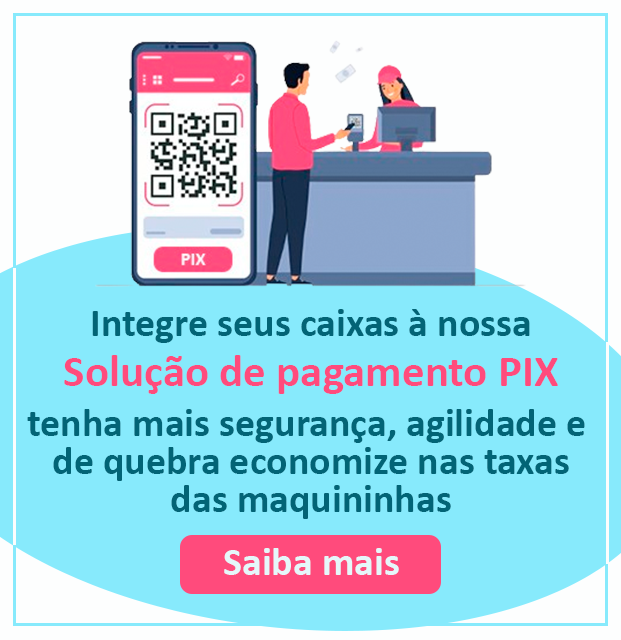 PIX
Integre seus caixas à nossa
Solução de pagamento PIX
tenha mais segurança, agilidade e
de quebra economize nas taxas
das maquininhas
Saiba mais